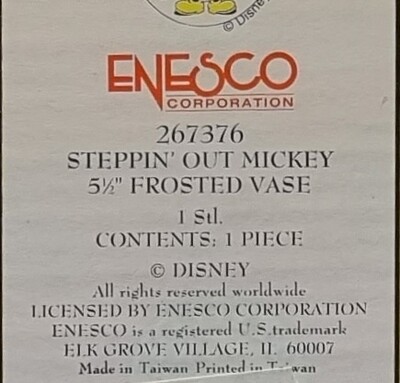 © Disney
ENESCO
CORPORATION
267376
STEPPIN' OUT MICKEY
5½" FROSTED VASE
1 Stl.
CONTENTS: 1 PIECE
© DISNEY
All rights reserved worldwide
LICENSED BY ENESCO CORPORATION
ENESCO is a registered U.S. trademark
ELK GROVE VILLAGE, IL 60007
Made in Taiwan Printed in Taiwan